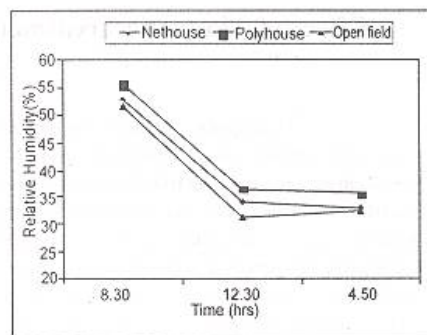 Nethouse Polyhouse Open field
60
55
50
45
40
35
30
25
20
Relative Humidity(%)
8.30 12.30 4.50
Time (hrs)